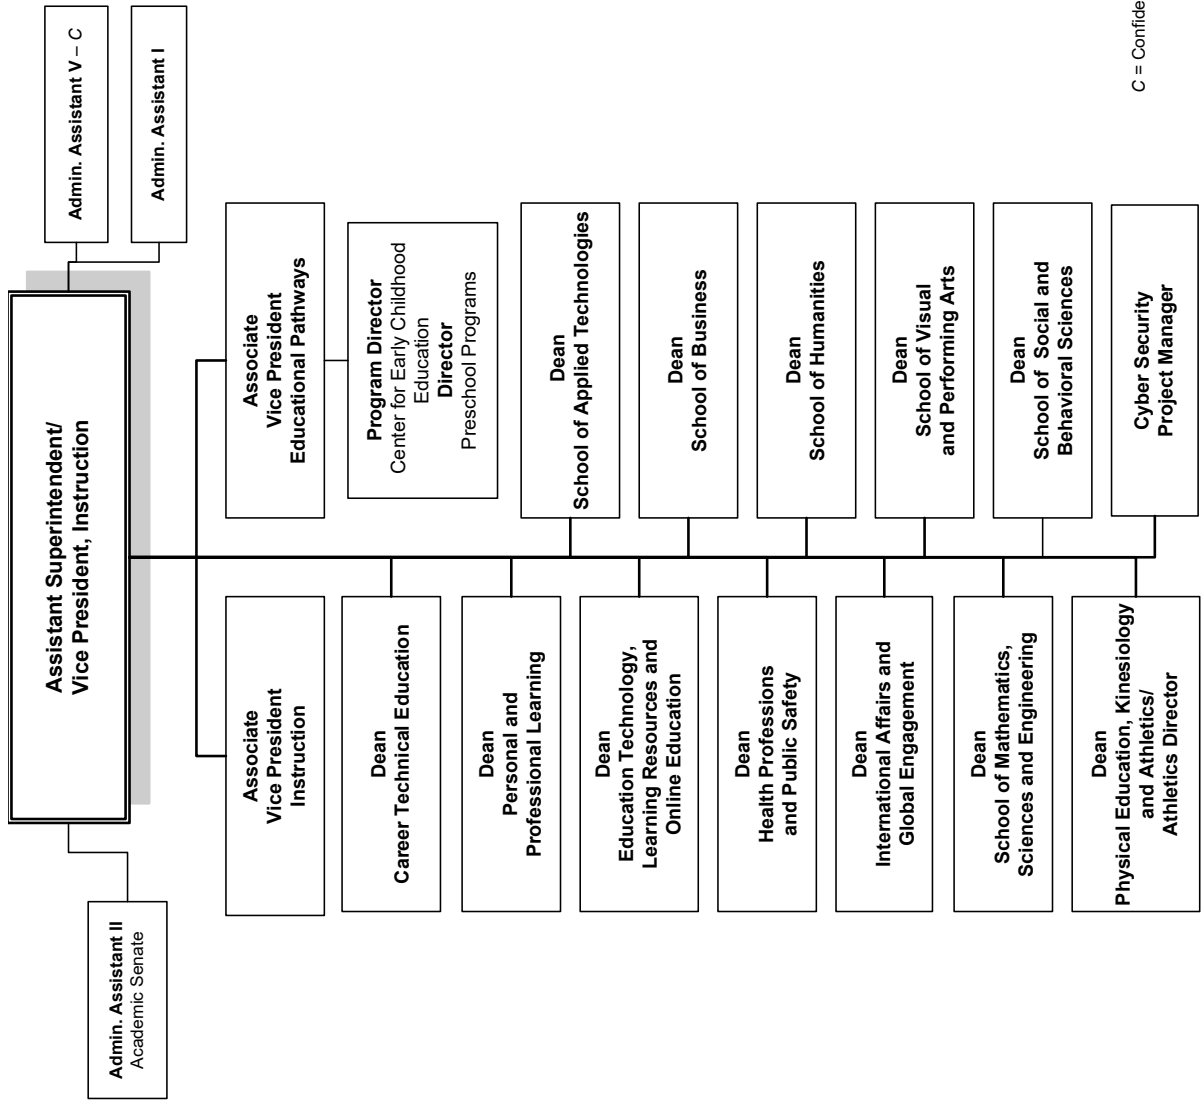 Assistant Superintendent/
Vice President, Instruction
Admin. Assistant V – C
Admin. Assistant I
Admin. Assistant II
Academic Senate
Associate
Vice President
Instruction
Associate
Vice President
Educational Pathways
Program Director
Center for Early Childhood
Education
Director
Preschool Programs
Dean
Career Technical Education
Dean
Personal and
Professional Learning
Dean
Education Technology,
Learning Resources and
Online Education
Dean
Health Professions
and Public Safety
Dean
International Affairs and
Global Engagement
Dean
School of Mathematics,
Sciences and Engineering
Dean
Physical Education, Kinesiology
and Athletics/
Athletics Director
Dean
School of Applied Technologies
Dean
School of Business
Dean
School of Humanities
Dean
School of Visual
and Performing Arts
Dean
School of Social and
Behavioral Sciences
Cyber Security
Project Manager
C = Confide